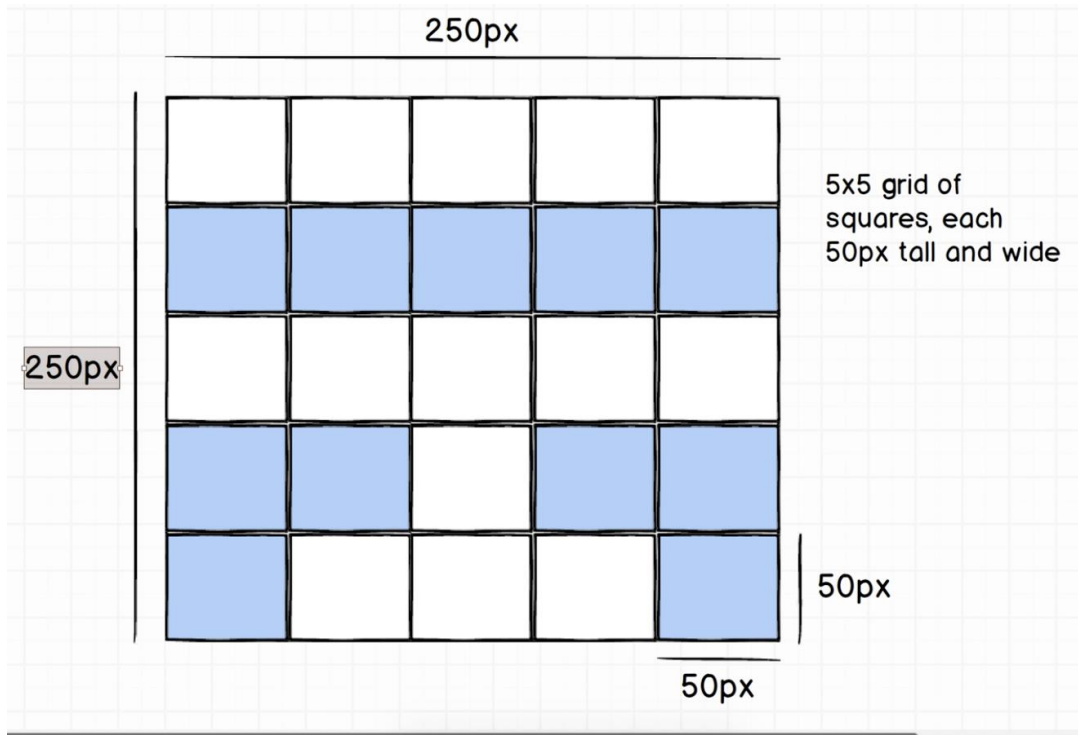 250px
5x5 grid of
squares, each
50px tall and wide
250px
50px
50px